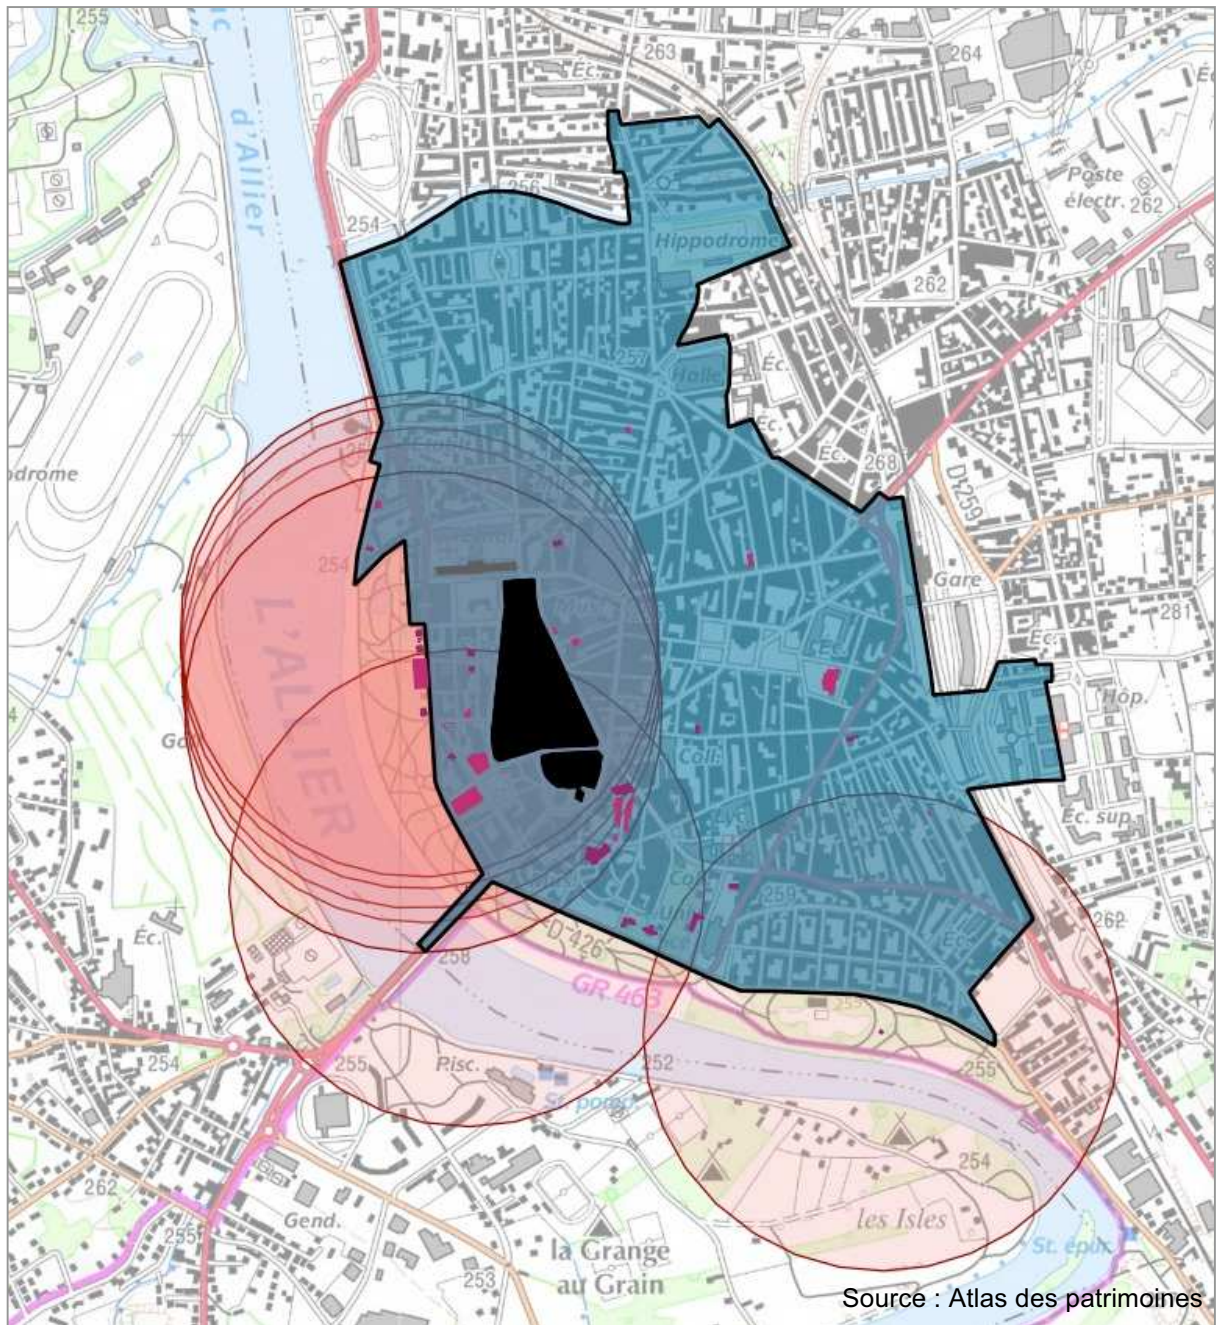 255
263
Éc.
264
d'Allier
Poste
électr.
262
256
254
Hippodrome
262
257
Halle
Éc.
Éc.
Éc.
268
D 259
254
Gare
281
Éc.
L'ALLIER
Éc.
Hôp.
Coll.
Éc. sup.
259
262
Éc.
D 426
258
GR 463
254
255
Pisc.
252
255
St. pomp.
254
262
Gend.
les Isles
255
la Grange
au Grain
253
St. épur.
Source : Atlas des patrimoines